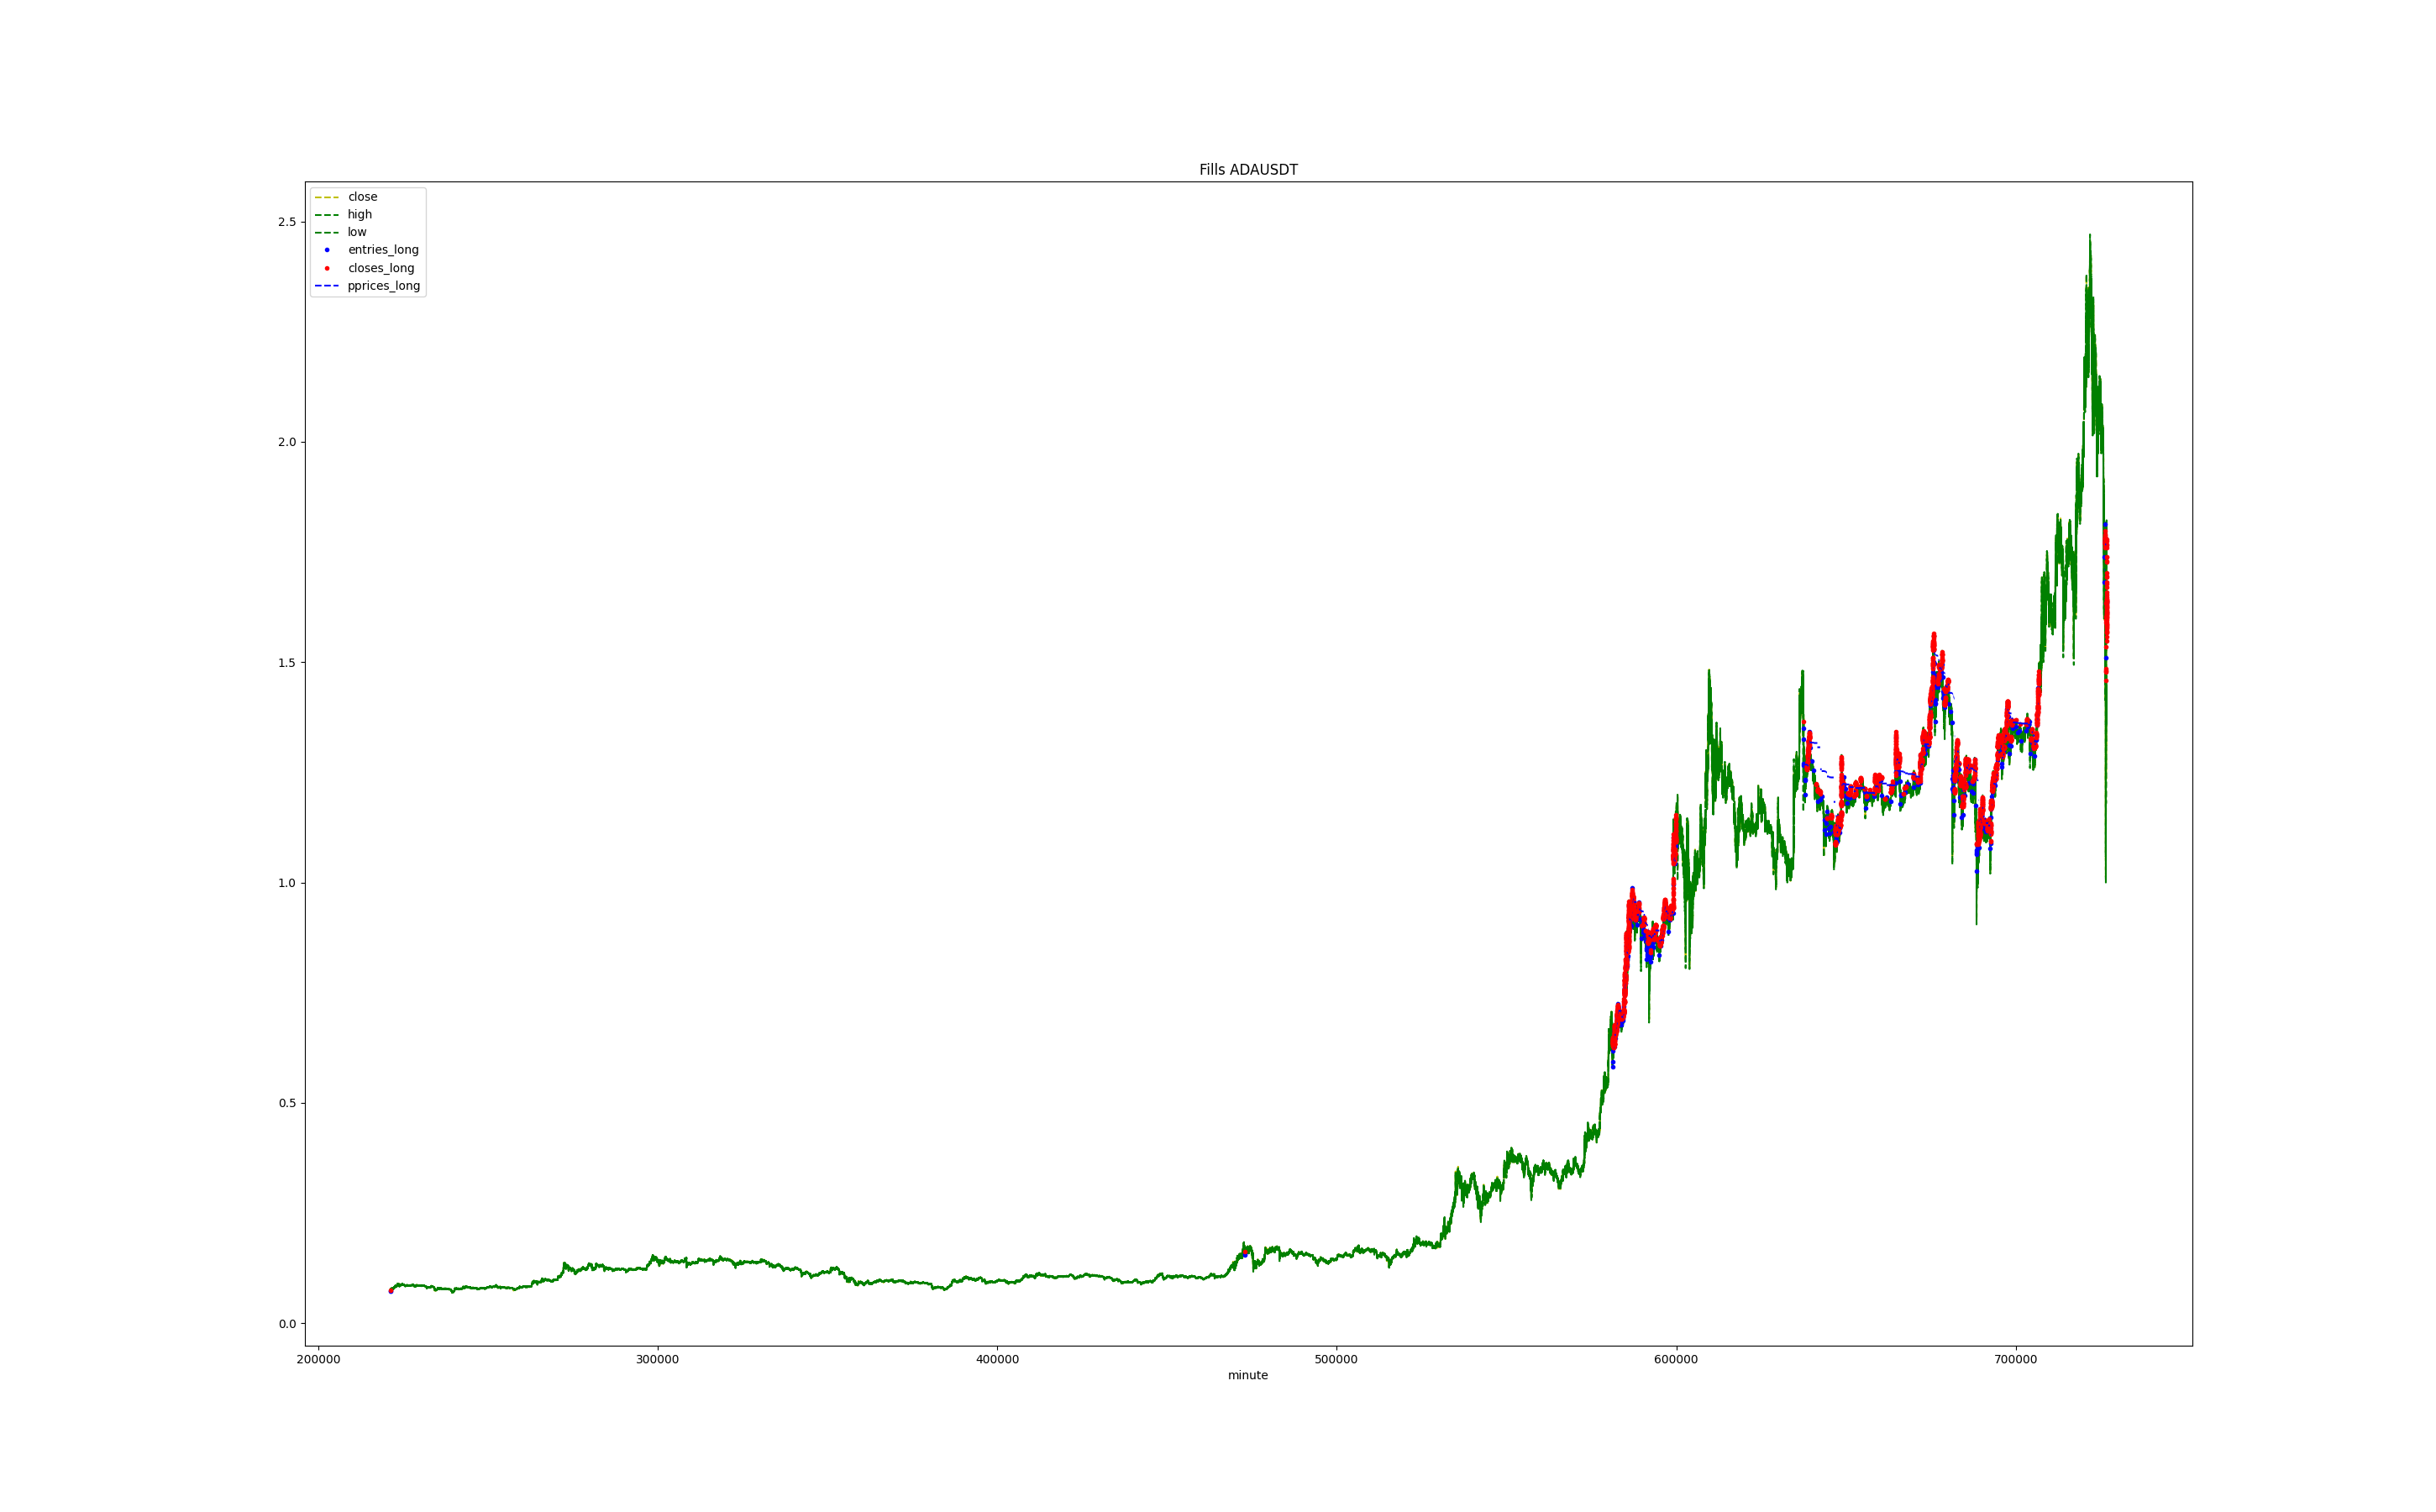 Fills ADAUSDT
close
high
low
entries_long
closes_long
pprices_long
2.5
2.0
1.5
1.0
0.5
0.0
200000 300000 400000 500000 600000 700000
minute